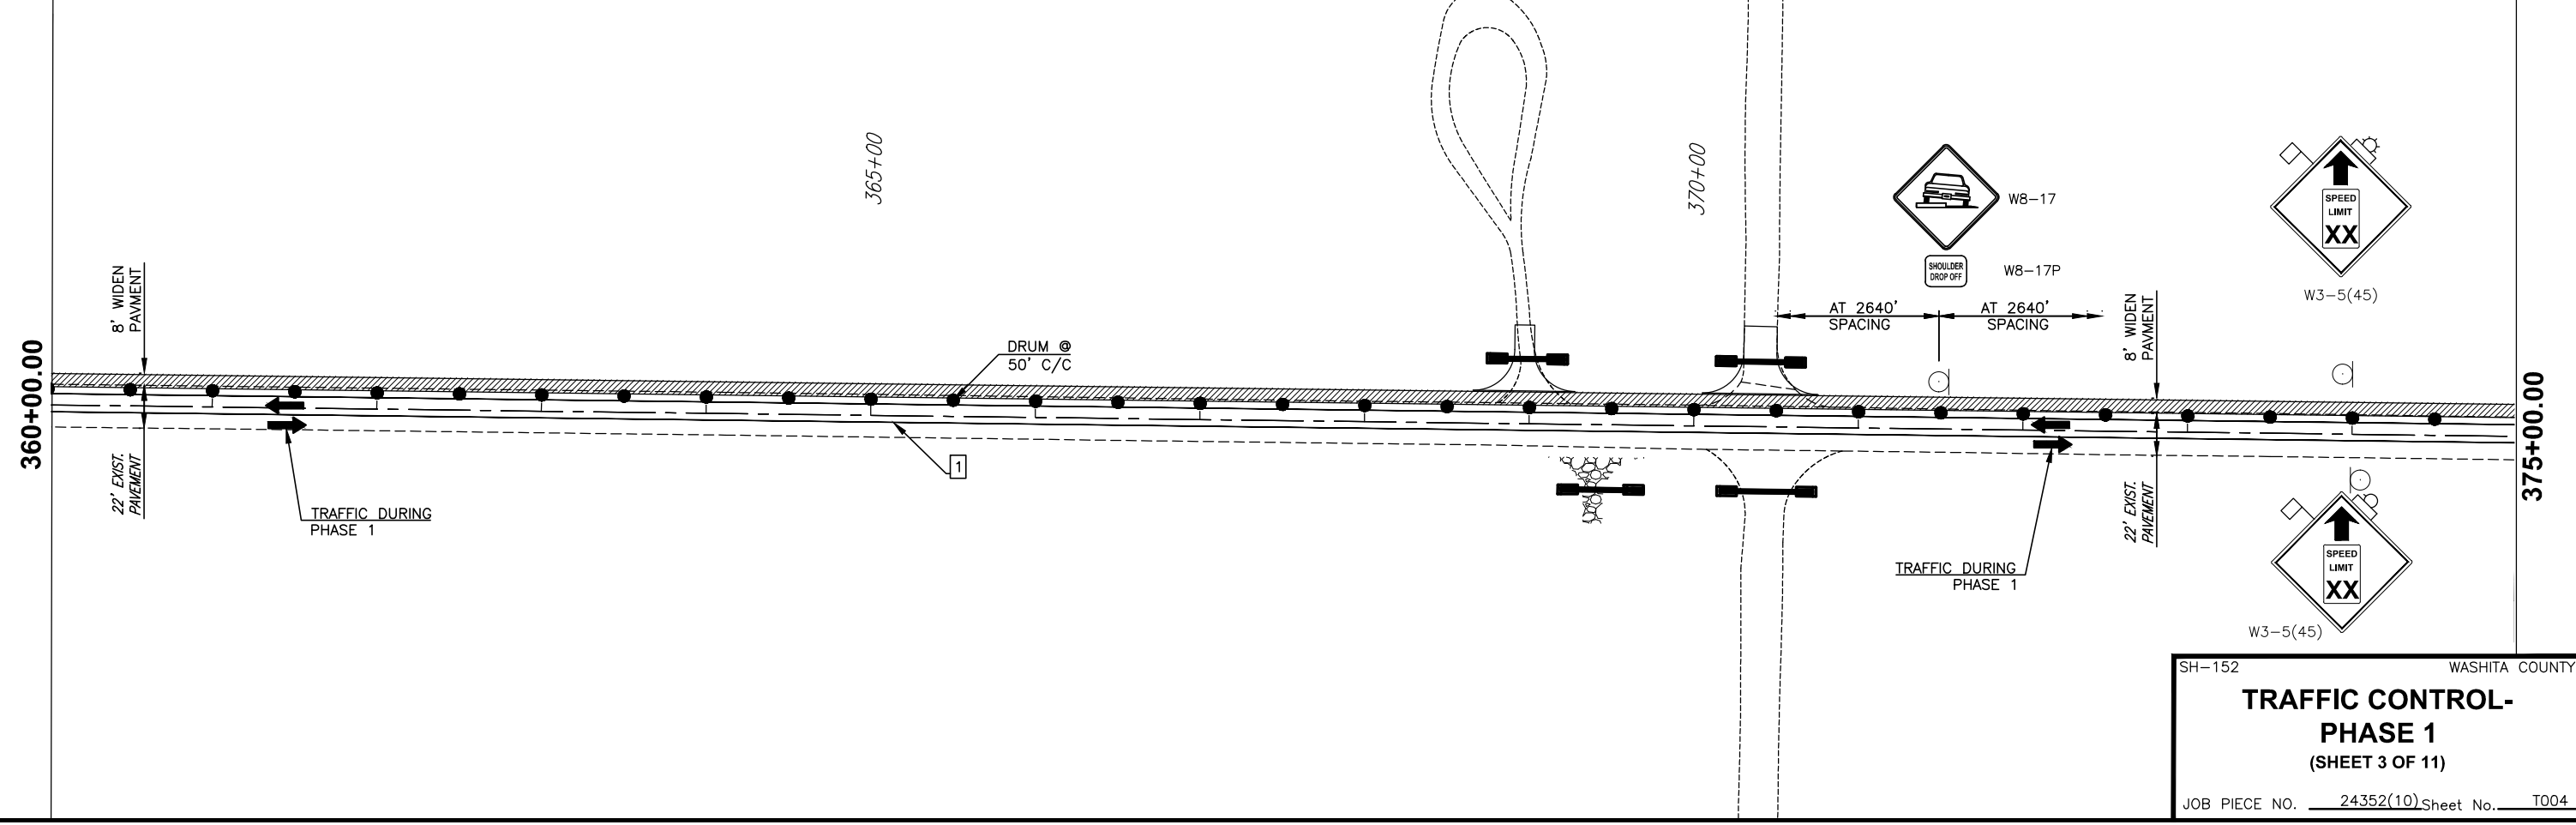 360+00.00
8' WIDEN
PAVMENT
22' EXIST.
PAVEMENT
TRAFFIC DURING
PHASE 1
365+00
DRUM @
50' C/C
1
370+00
W8-17
SHOULDER
DROP OFF
W8-17P
AT 2640'
SPACING
AT 2640'
SPACING
8' WIDEN
PAVMENT
22' EXIST.
PAVEMENT
TRAFFIC DURING
PHASE 1
SPEED
LIMIT
XX
W3-5(45)
SPEED
LIMIT
XX
W3-5(45)
375+00.00
SH-152 WASHITA COUNTY
TRAFFIC CONTROL-
PHASE 1
(SHEET 3 OF 11)
JOB PIECE NO. 24352(10) Sheet No. T004